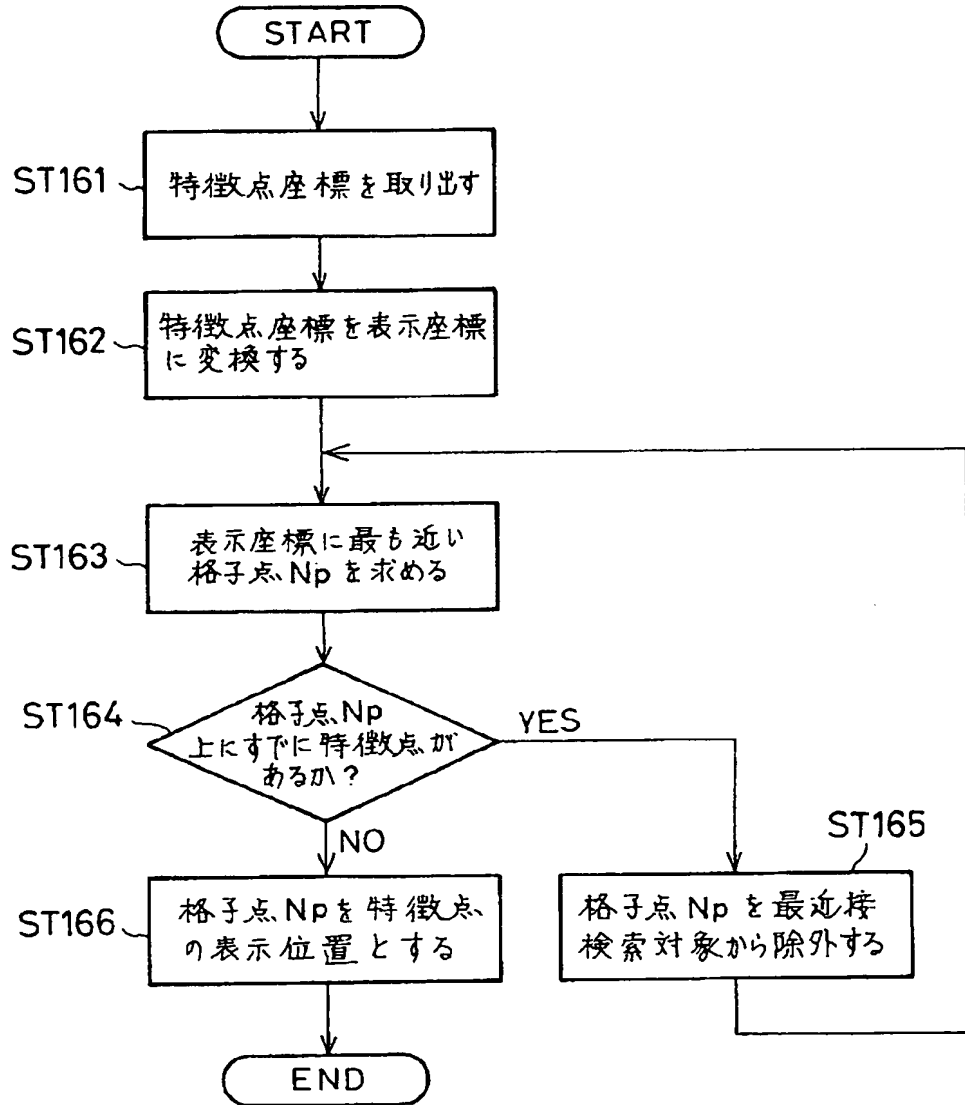 START
ST161
特徴点座標を取り出す
ST162
特徴点座標を表示座標
に変換する
ST163
表示座標に最も近い
格子点Npを求める
ST164
格子点Np
上にすでに特徴点が
あるか?
YES
NO
ST165
格子点Npを最近接
検索対象から除外する
ST166
格子点Npを特徴点
の表示位置とする
END